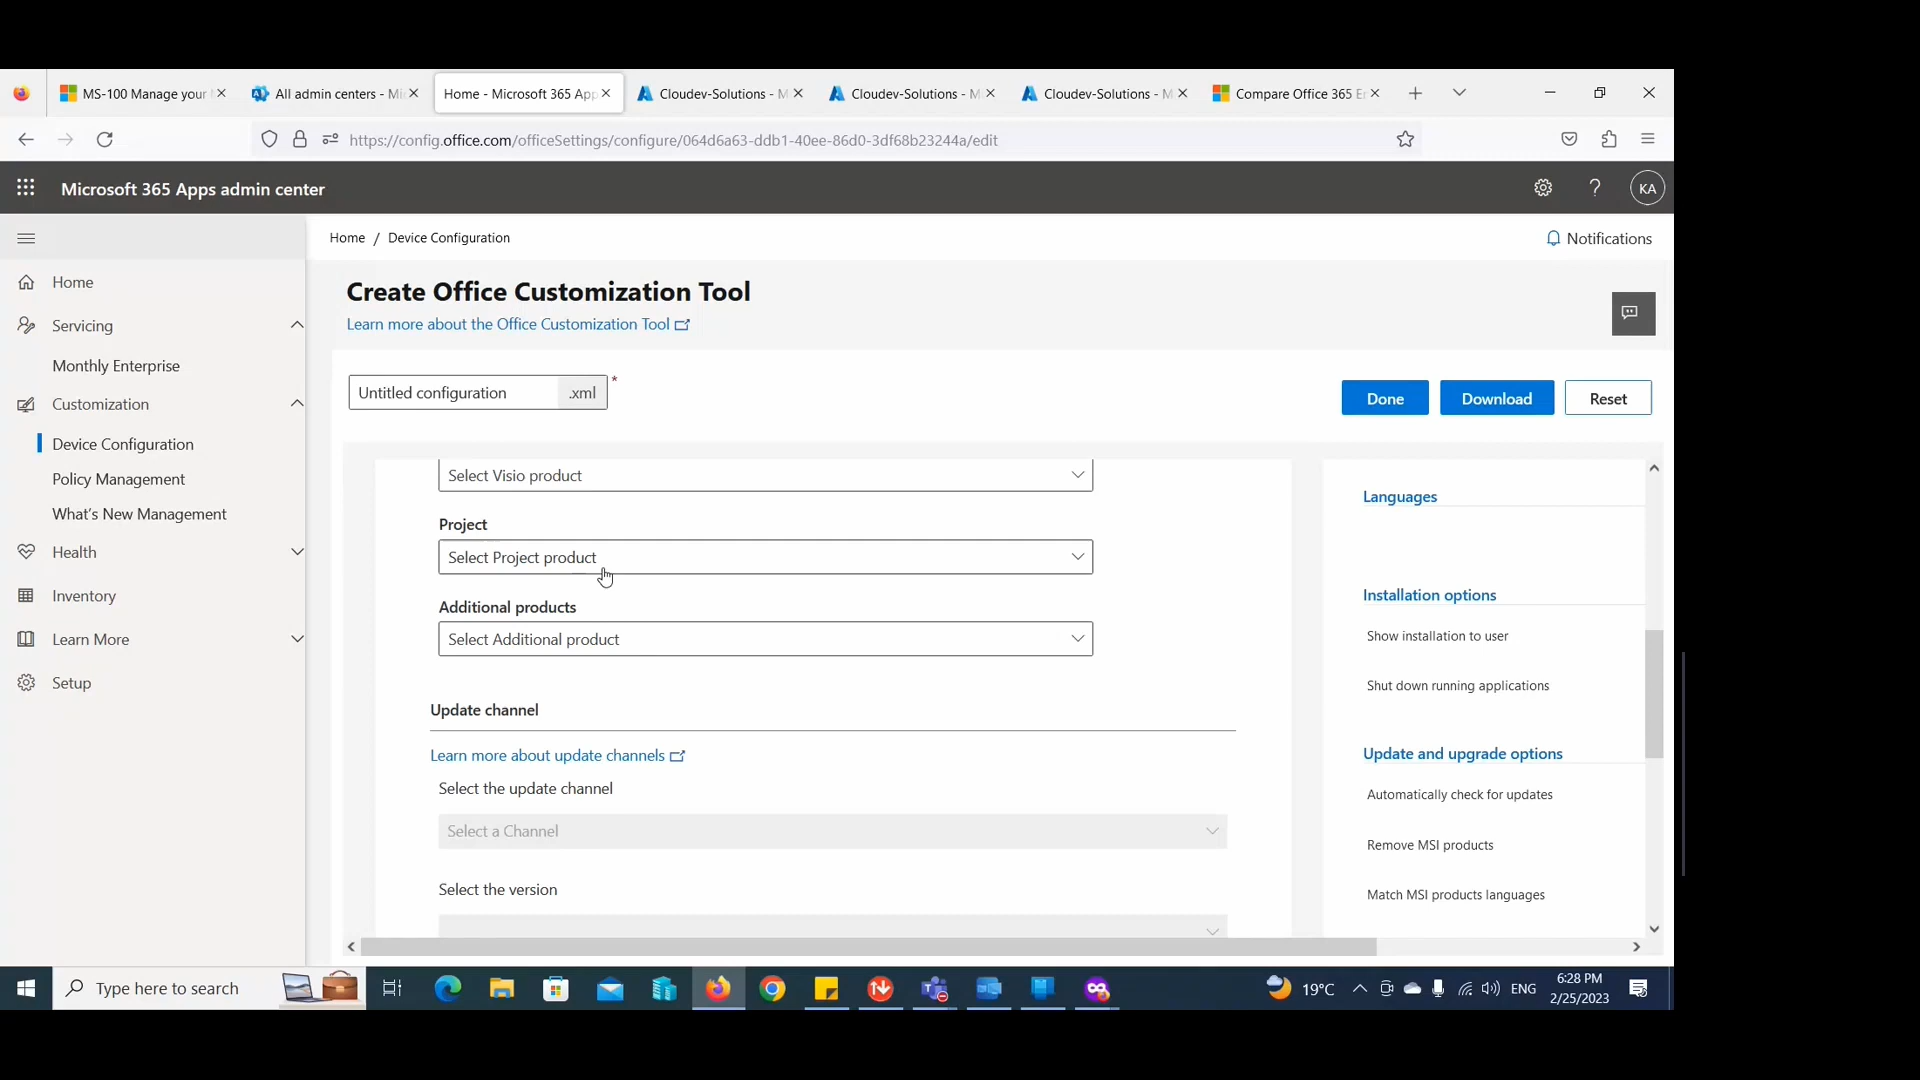 MS-100 Manage your
All admin centers - Mi
Home - Microsoft 365 App
Cloudev-Solutions - M
Cloudev-Solutions - M
Cloudev-Solutions - M
Compare Office 365 E
https://config.office.com/officeSettings/configure/064d6a63-ddb1-40ee-86d0-3df68b23244a/edit
Microsoft 365 Apps admin center
KA
Home / Device Configuration
Notifications
Home
Servicing
Monthly Enterprise
Customization
Device Configuration
Policy Management
What's New Management
Health
Inventory
Learn More
Setup
Create Office Customization Tool
Learn more about the Office Customization Tool
Untitled configuration .xml *
Done
Download
Reset
Select Visio product
Project
Select Project product
Additional products
Select Additional product
Update channel
Learn more about update channels
Select the update channel
Select a Channel
Select the version
Languages
Installation options
Show installation to user
Shut down running applications
Update and upgrade options
Automatically check for updates
Remove MSI products
Match MSI products languages
Type here to search
19°C
ENG
6:28 PM
2/25/2023